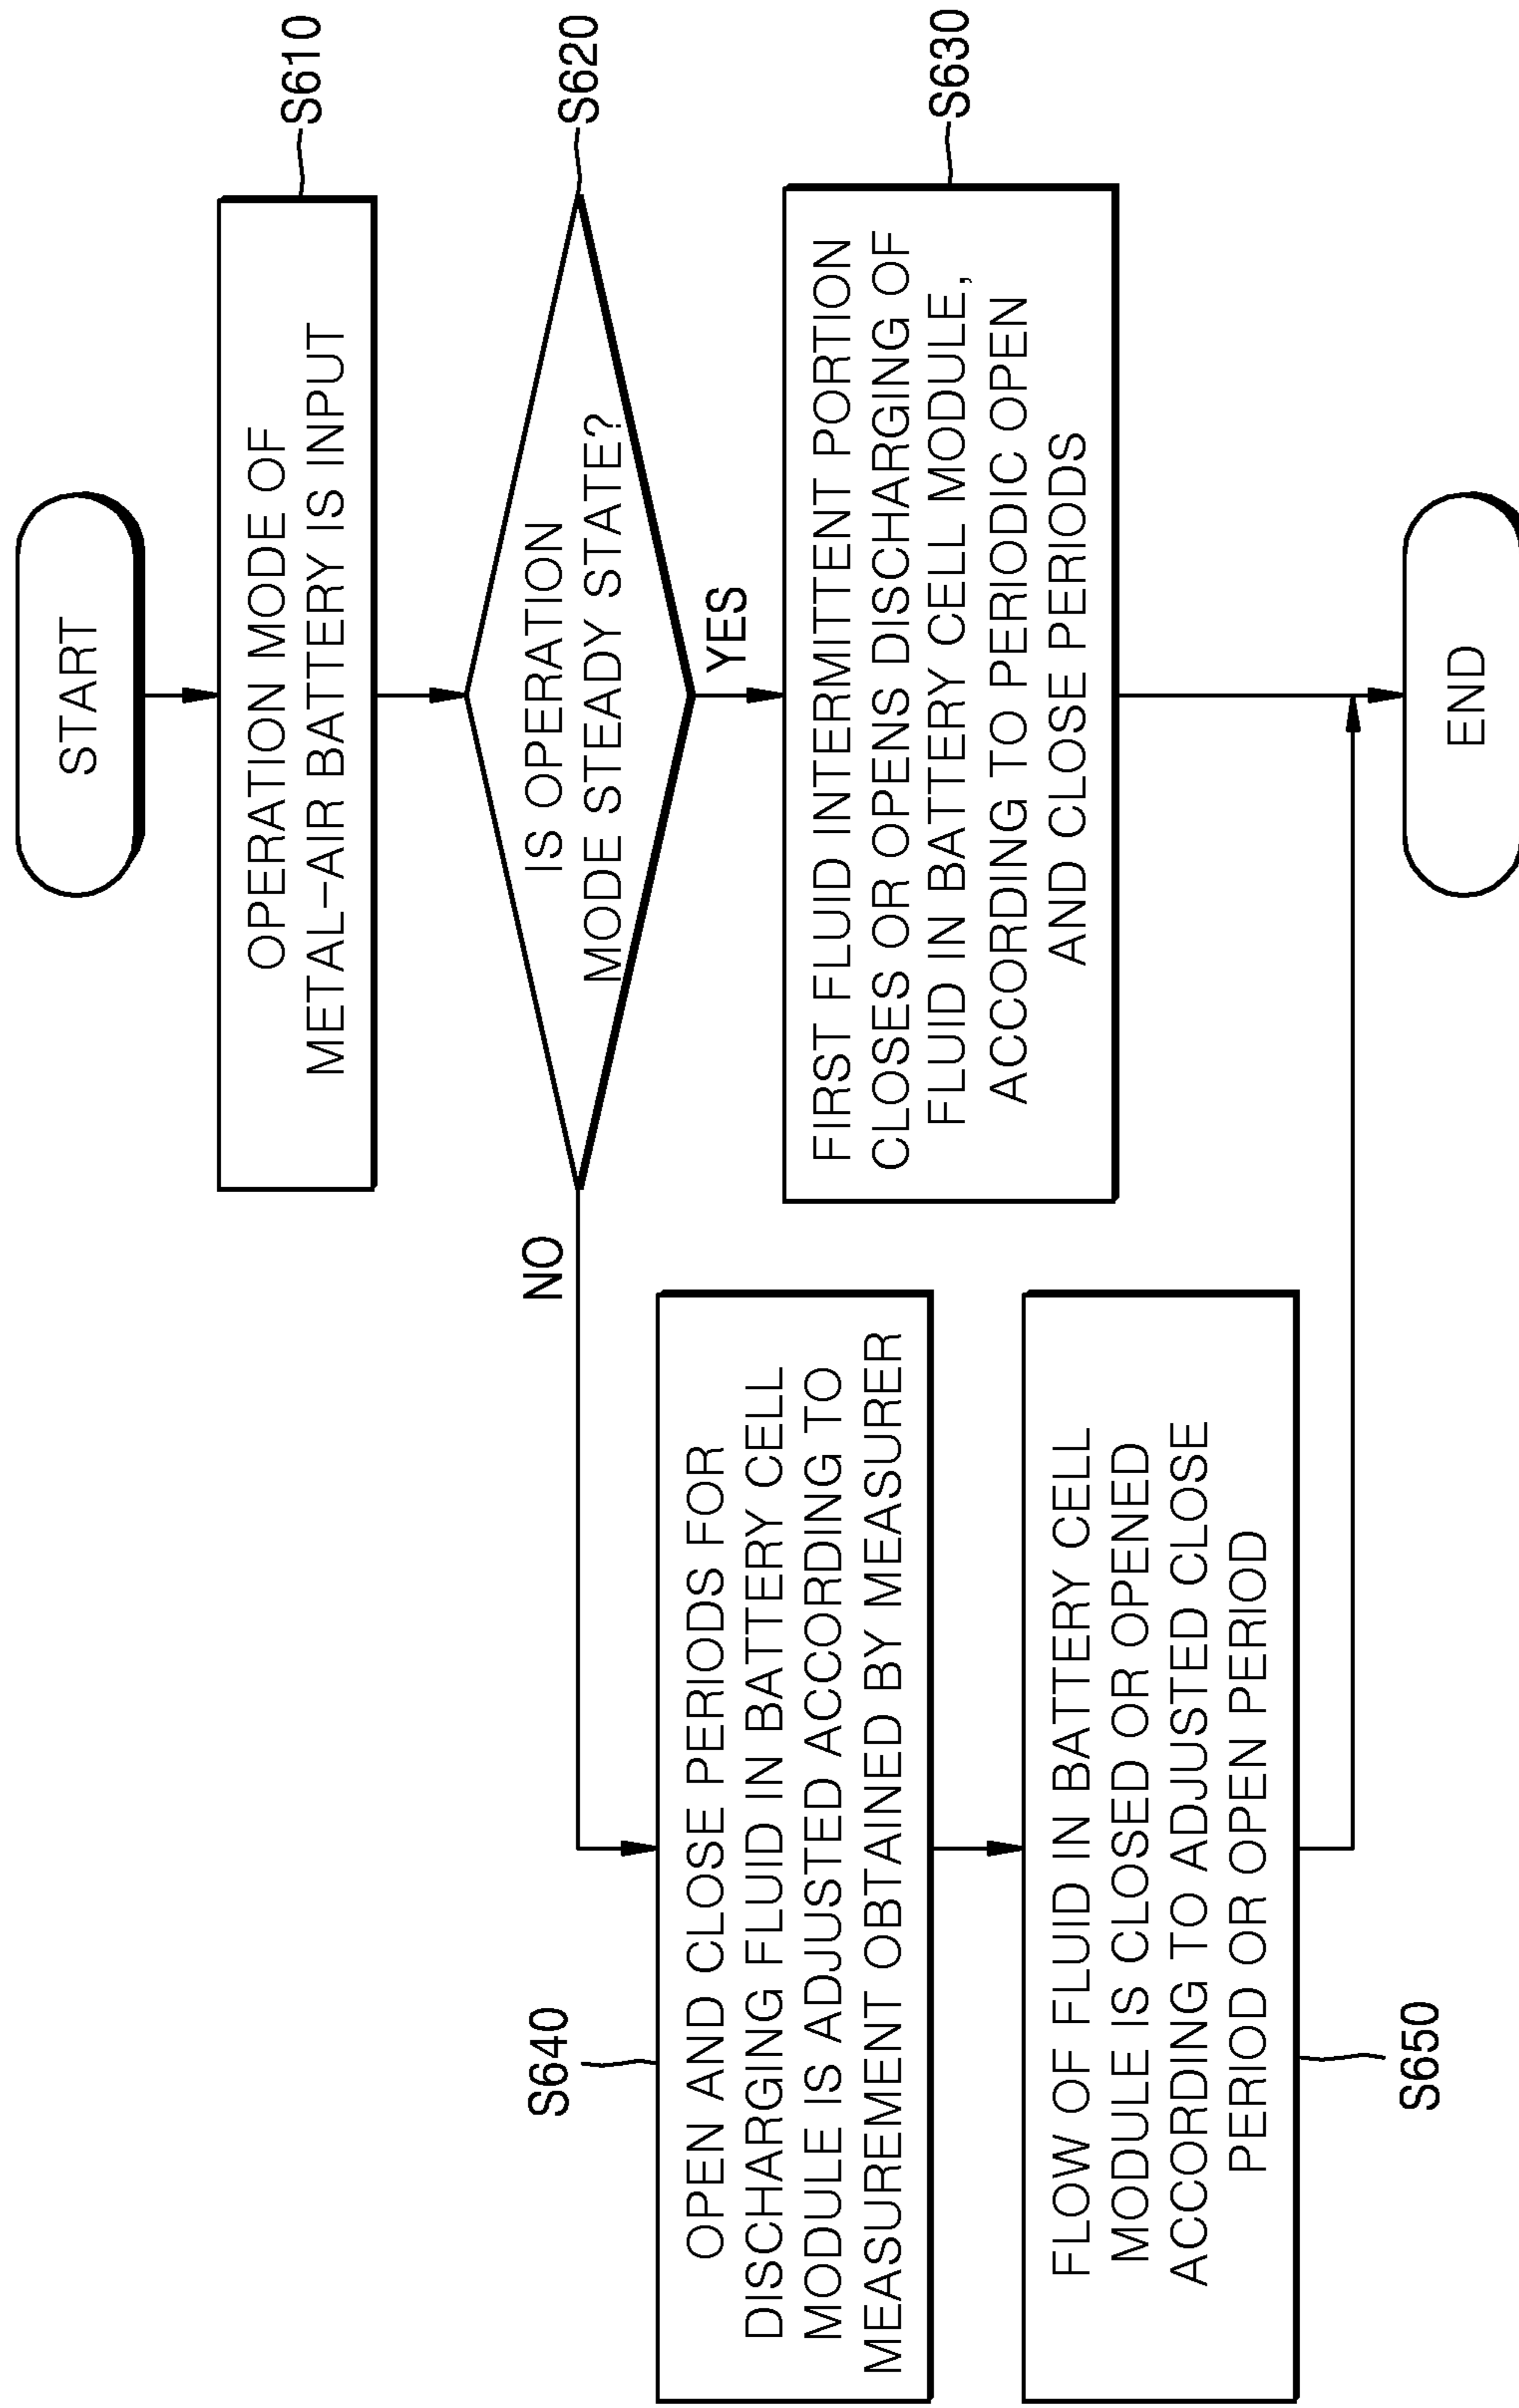 START
OPERATION MODE OF
METAL-AIR BATTERY IS INPUT
S610
IS OPERATION
MODE STEADY STATE?
S620
NO
YES
FIRST FLUID INTERMITTENT PORTION
CLOSES OR OPENS DISCHARGING OF
FLUID IN BATTERY CELL MODULE,
ACCORDING TO PERIODIC OPEN
AND CLOSE PERIODS
S630
S640
OPEN AND CLOSE PERIODS FOR
DISCHARGING FLUID IN BATTERY CELL
MODULE IS ADJUSTED ACCORDING TO
MEASUREMENT OBTAINED BY MEASURER
FLOW OF FLUID IN BATTERY CELL
MODULE IS CLOSED OR OPENED
ACCORDING TO ADJUSTED CLOSE
PERIOD OR OPEN PERIOD
S650
END